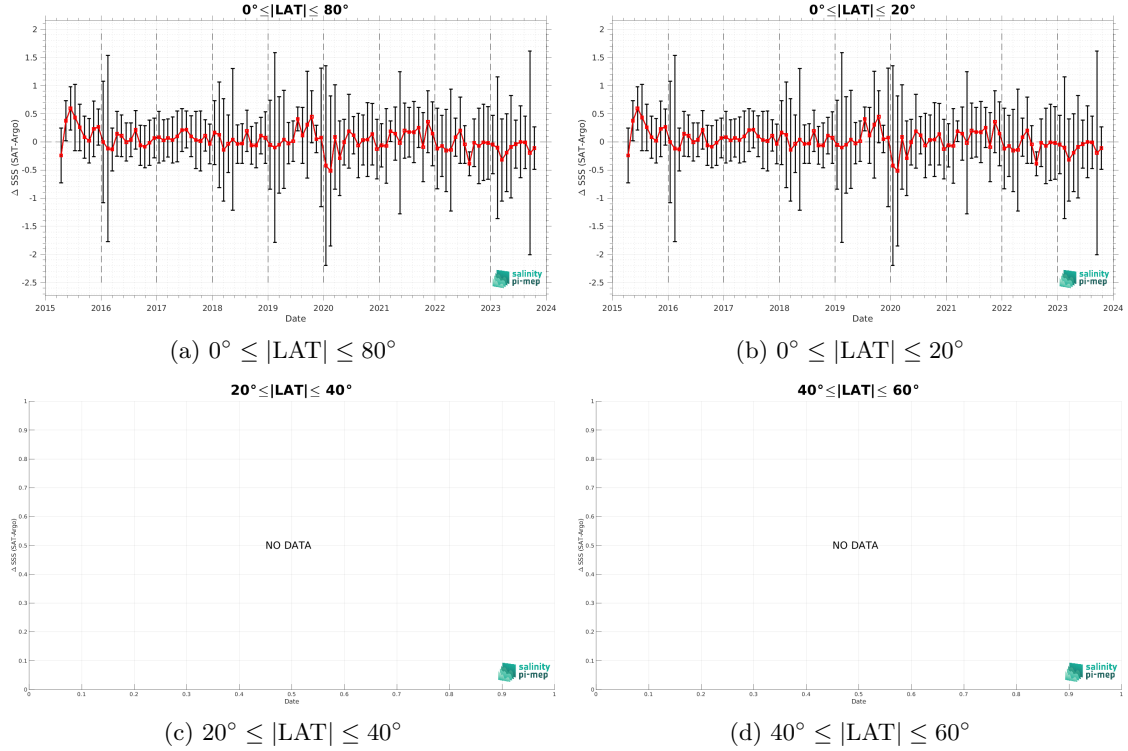 0°≤|LAT|≤ 80°
Δ SSS (SAT-Argo)
2
1.5
1
0.5
0
-0.5
-1
-1.5
-2
-2.5
2015 2016 2017 2018 2019 2020 2021 2022 2023 2024
Date
salinity
pi-mep
(a) 0° ≤ |LAT| ≤ 80°
0°≤|LAT|≤ 20°
Δ SSS (SAT-Argo)
2
1.5
1
0.5
0
-0.5
-1
-1.5
-2
-2.5
2015 2016 2017 2018 2019 2020 2021 2022 2023 2024
Date
salinity
pi-mep
(b) 0° ≤ |LAT| ≤ 20°
20°≤|LAT|≤ 40°
Δ SSS (SAT-Argo)
1
0.9
0.8
0.7
0.6
0.5
0.4
0.3
0.2
0.1
0
NO DATA
0 0.1 0.2 0.3 0.4 0.5 0.6 0.7 0.8 0.9 1
Date
salinity
pi-mep
(c) 20° ≤ |LAT| ≤ 40°
40°≤|LAT|≤ 60°
Δ SSS (SAT-Argo)
1
0.9
0.8
0.7
0.6
0.5
0.4
0.3
0.2
0.1
0
NO DATA
0 0.1 0.2 0.3 0.4 0.5 0.6 0.7 0.8 0.9 1
Date
salinity
pi-mep
(d) 40° ≤ |LAT| ≤ 60°